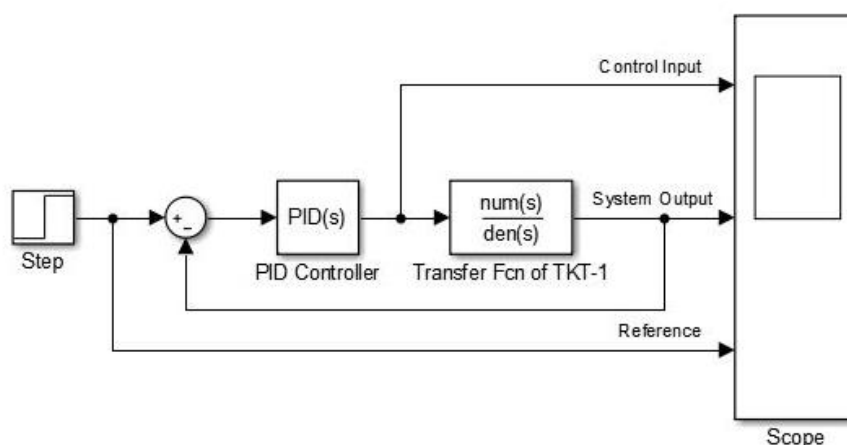 Control Input
+
−
PID(s)
num(s)
den(s)
System Output
Step
PID Controller
Transfer Fcn of TKT-1
Reference
Scope